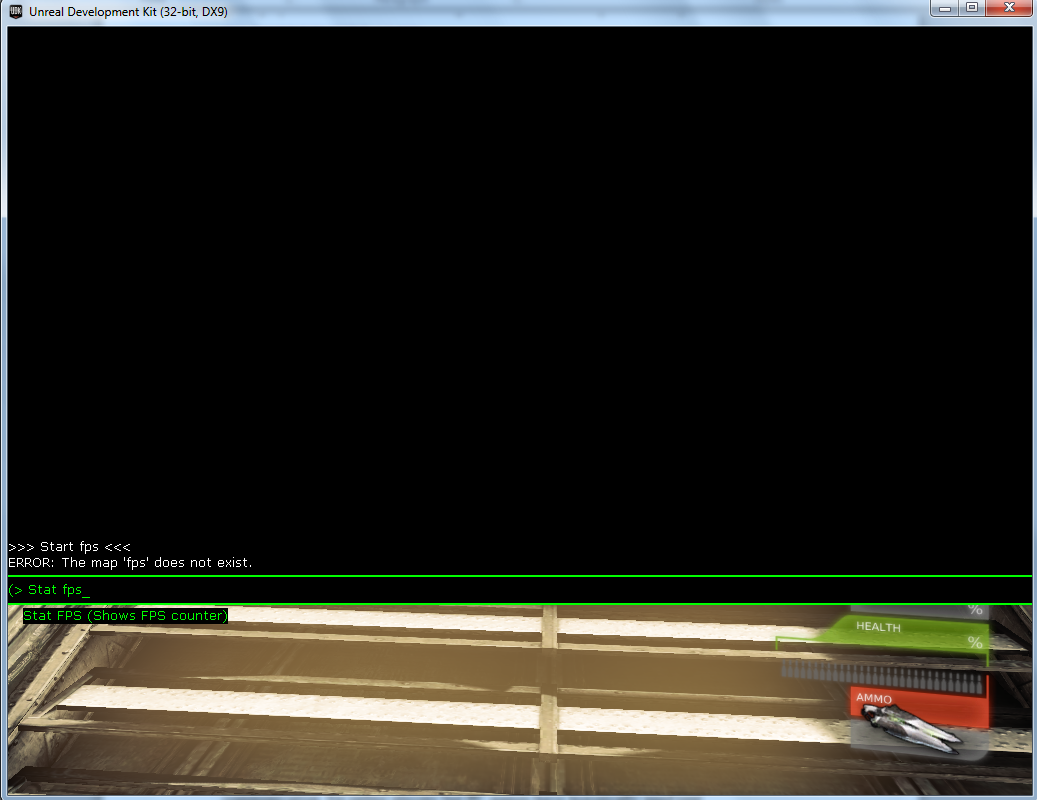 Unreal Development Kit (32-bit, DX9)
>>> Start fps <<<
ERROR: The map 'fps' does not exist.
(> Stat fps_
Stat FPS (Shows FPS counter)
%
HEALTH
%
AMMO